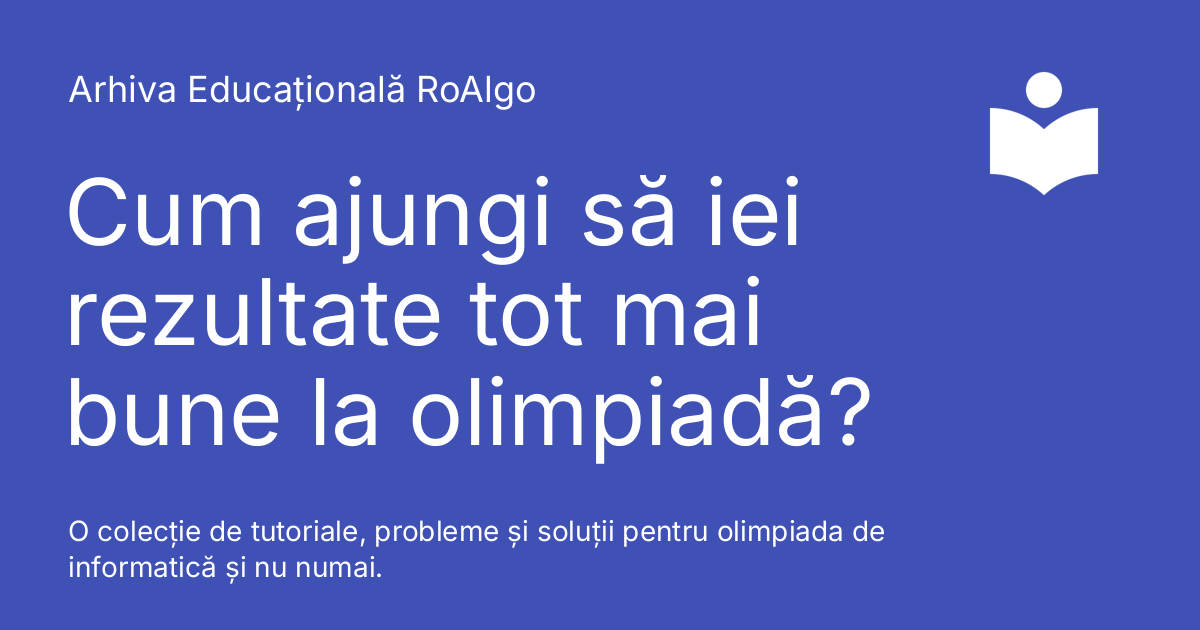 Arhiva Educațională RoAlgo
Cum ajungi să iei
rezultate tot mai
bune la olimpiadă?
O colecție de tutoriale, probleme și soluții pentru olimpiada de
informatică și nu numai.